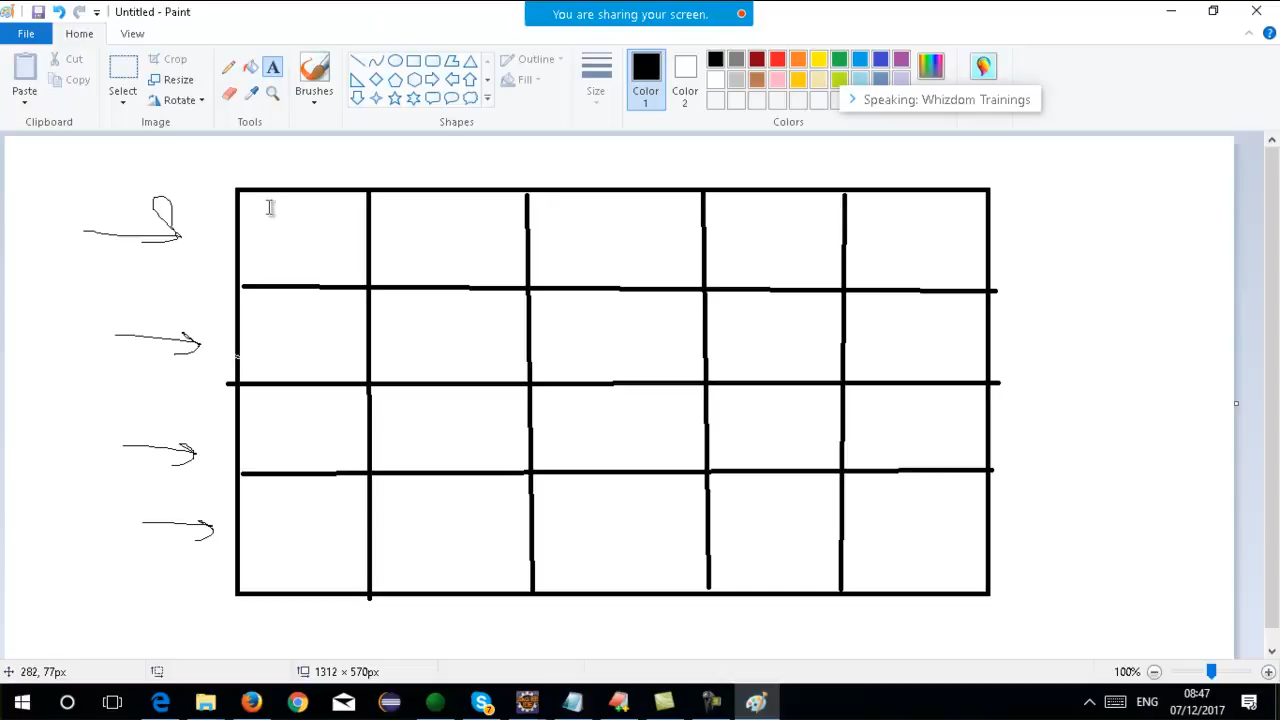 Untitled - Paint
You are sharing your screen.
File
Home
View
Paste
Cut
Copy
Clipboard
Select
Crop
Resize
Rotate
Image
A
Tools
Brushes
Outline
Fill
Shapes
Size
Color 1
Color 2
Colors
Speaking: Whizdom Trainings
282, 77px
1312 × 570px
100%
ENG
08:47
07/12/2017